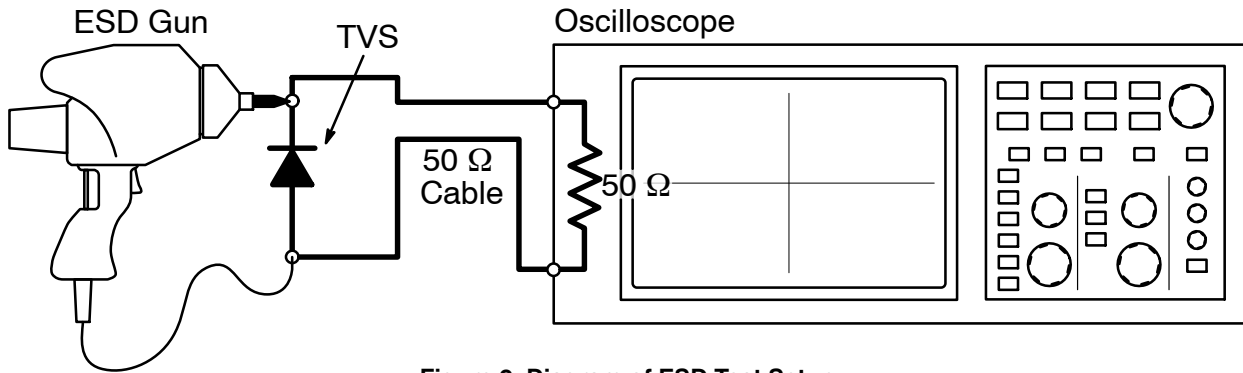 ESD Gun
TVS
Oscilloscope
50 Ω
Cable
50 Ω